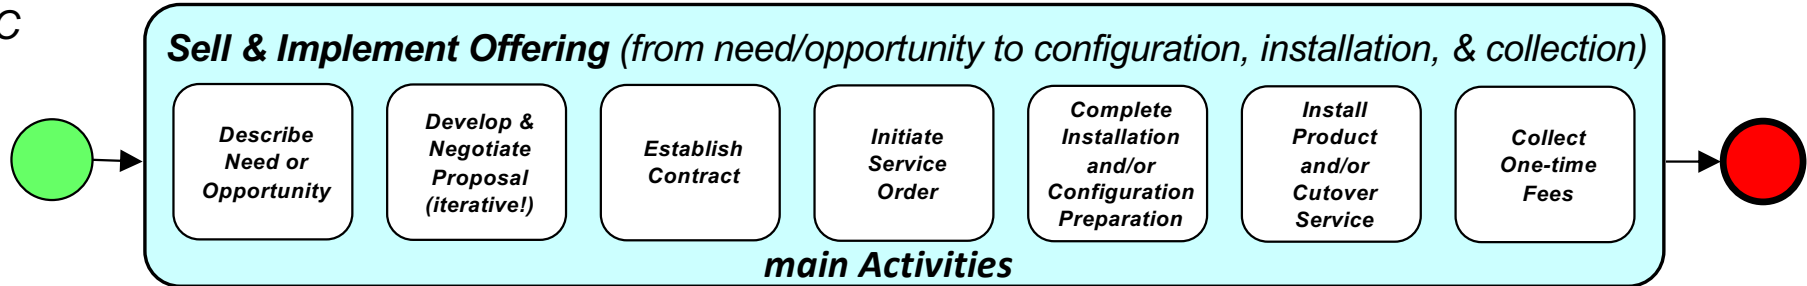 C
Sell & Implement Offering (from need/opportunity to configuration, installation, & collection)
Describe
Need or
Opportunity
Develop &
Negotiate
Proposal
(iterative!)
Establish
Contract
Initiate
Service
Order
Complete
Installation
and/or
Configuration
Preparation
Install
Product
and/or
Cutover
Service
Collect
One-time
Fees
main Activities